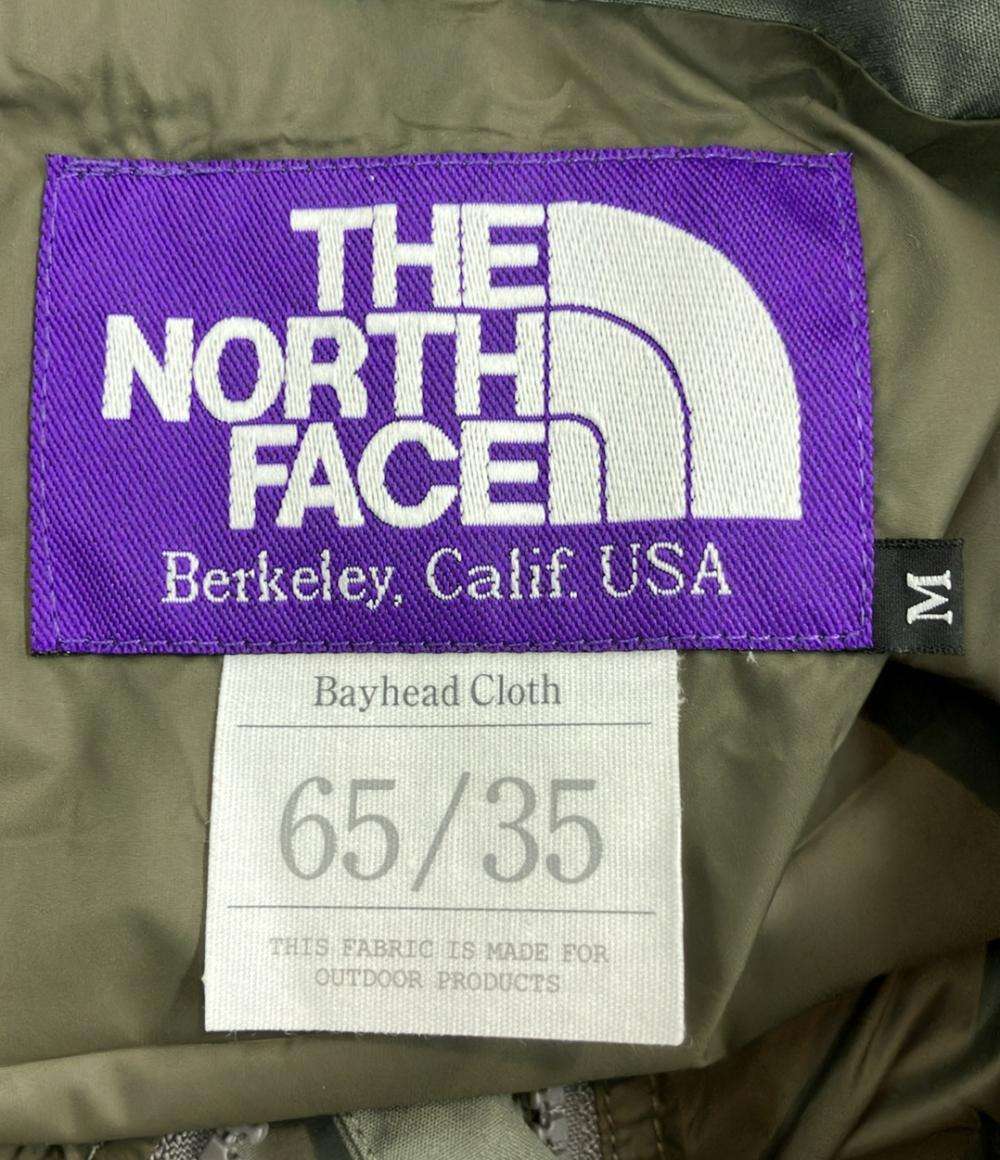 THE
NORTH
FACE
Berkeley, Calif. USA
M
Bayhead Cloth
65/35
THIS FABRIC IS MADE FOR
OUTDOOR PRODUCTS